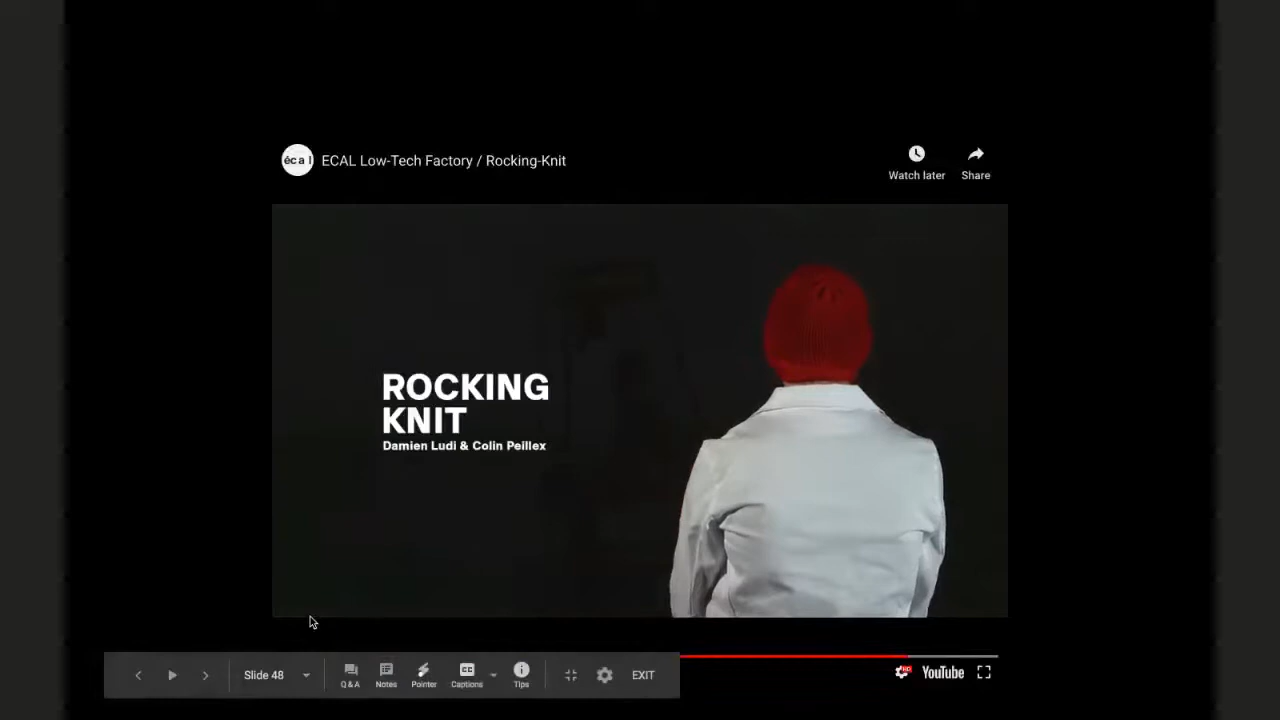 écal
ECAL Low-Tech Factory / Rocking-Knit
Watch later
Share
ROCKING
KNIT
Damien Ludi & Colin Peillex
Slide 48
Q & A
Notes
Pointer
CC
Captions
Tips
EXIT
HD
YouTube